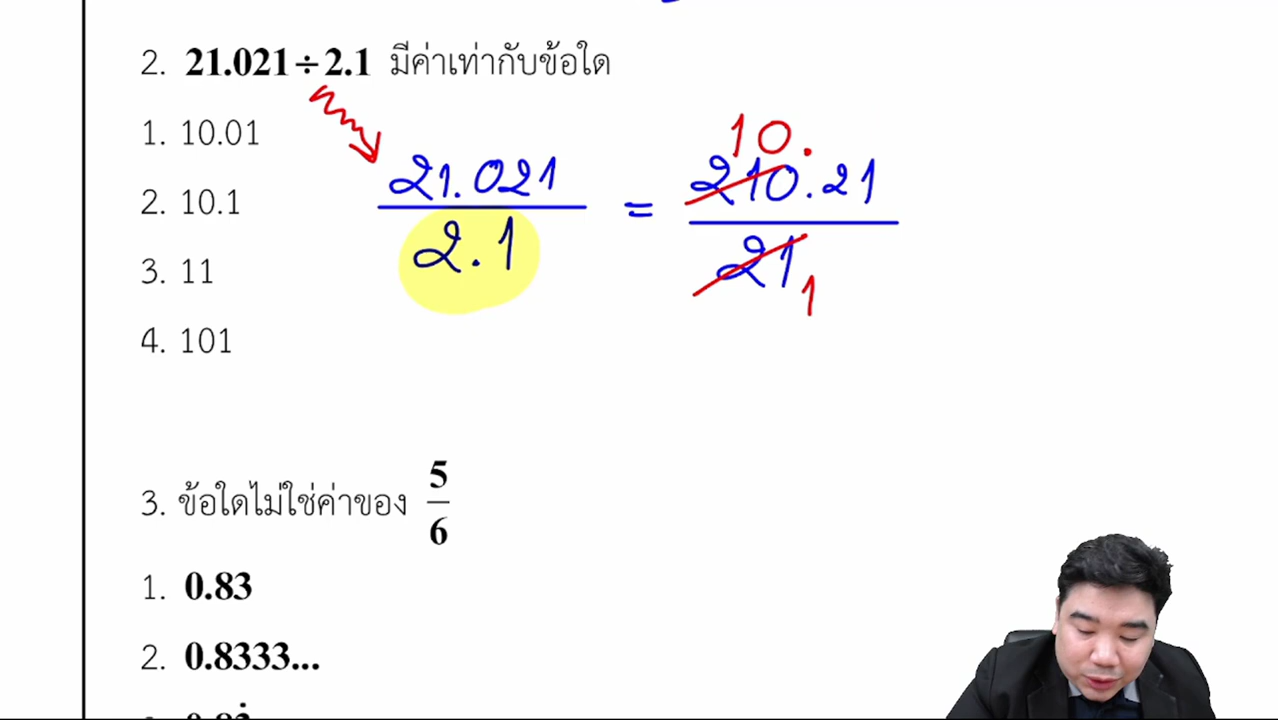 2. 21.021÷2.1 มีค่าเท่ากับข้อใด
1. 10.01
2. 10.1
3. 11
4. 101
21.021 / 2.1 = 210.21 / 21
10.
1
3. ข้อใดไม่ใช่ค่าของ 5/6
1. 0.83
2. 0.8333...